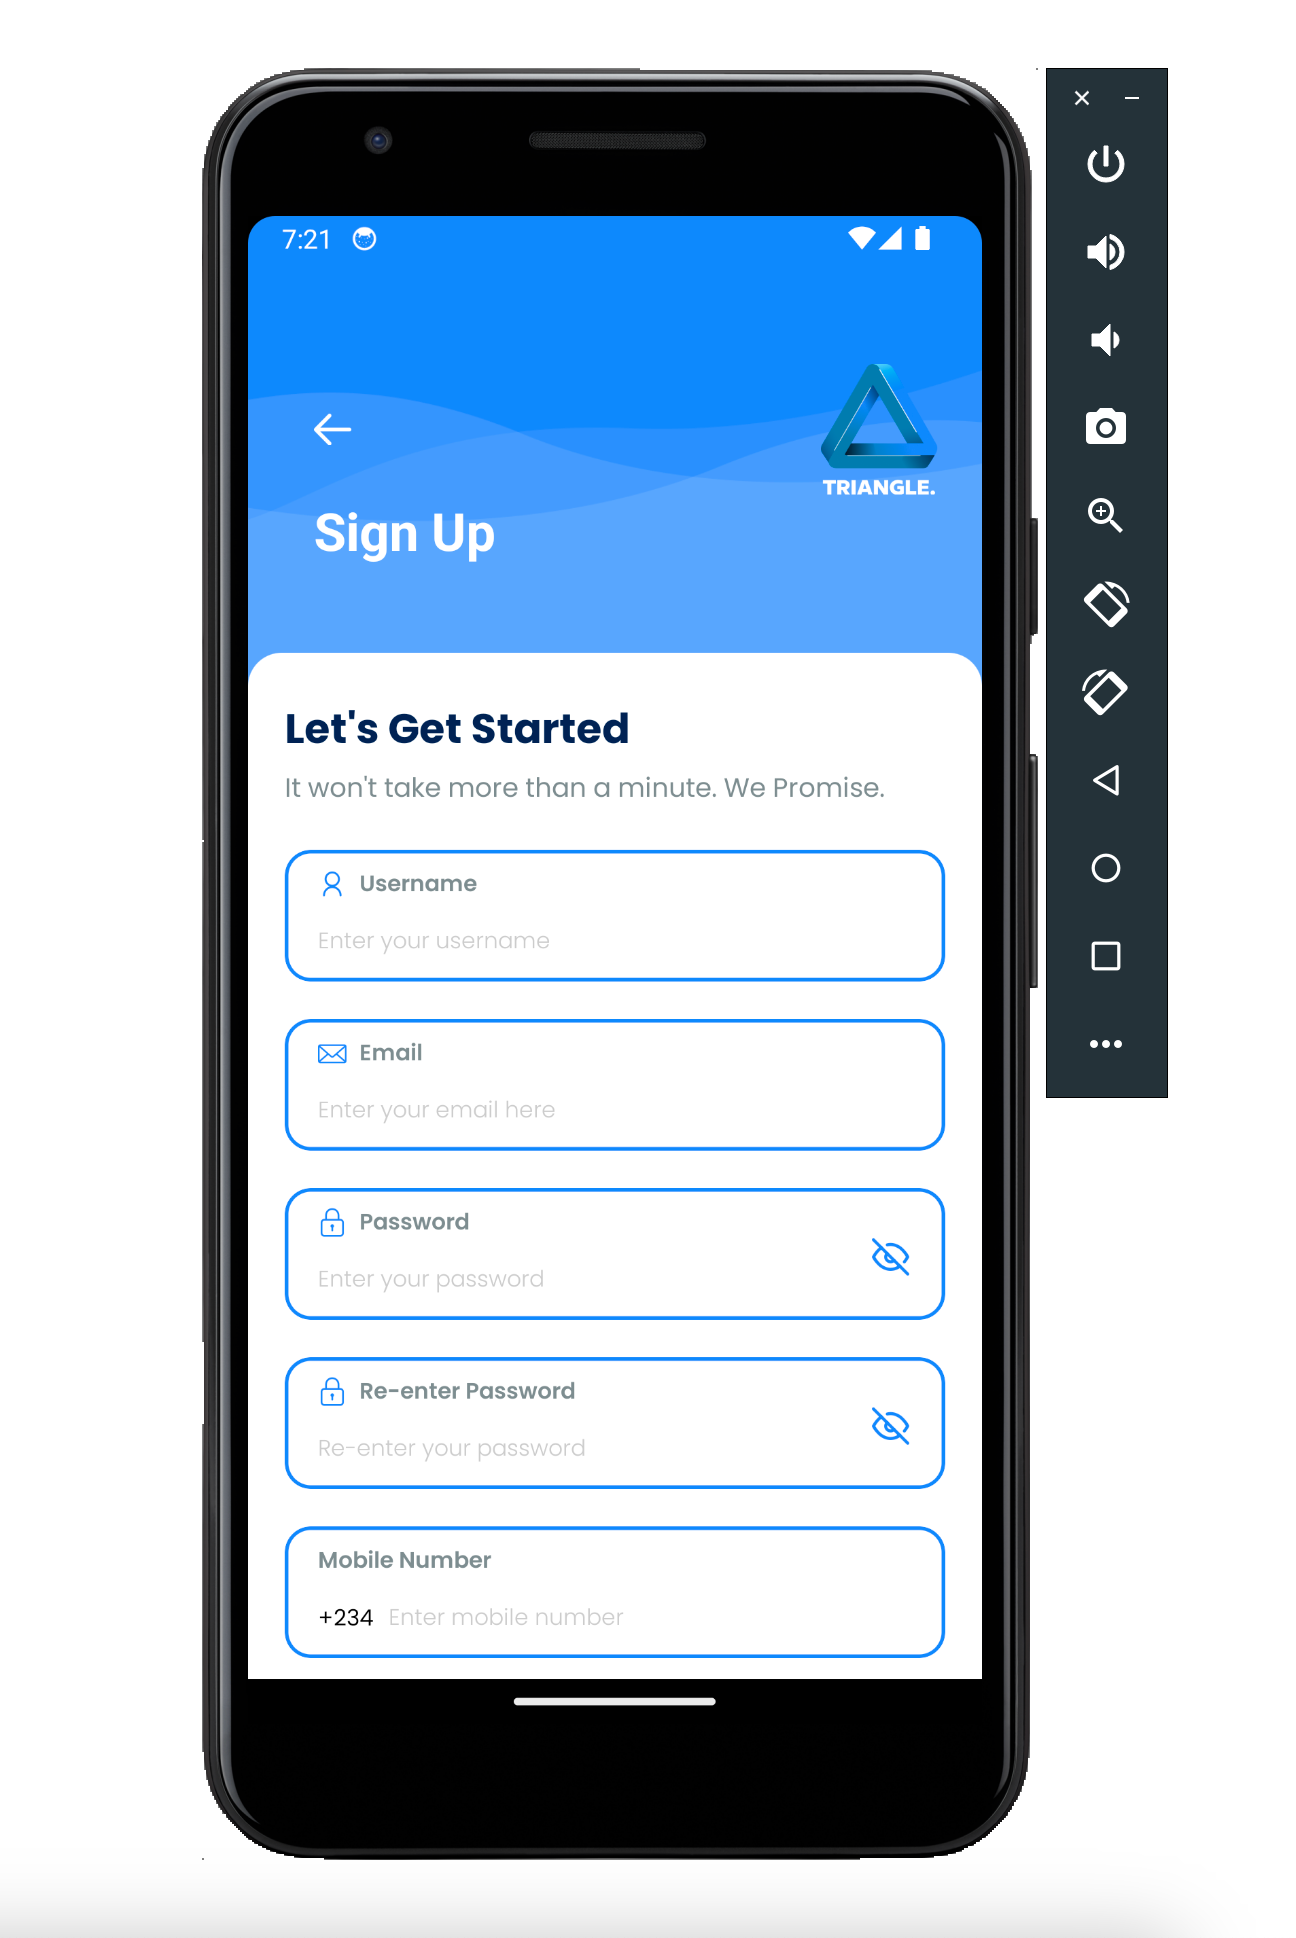 7:21
TRIANGLE.
Sign Up
Let's Get Started
It won't take more than a minute. We Promise.
Username
Enter your username
Email
Enter your email here
Password
Enter your password
Re-enter Password
Re-enter your password
Mobile Number
+234 Enter mobile number